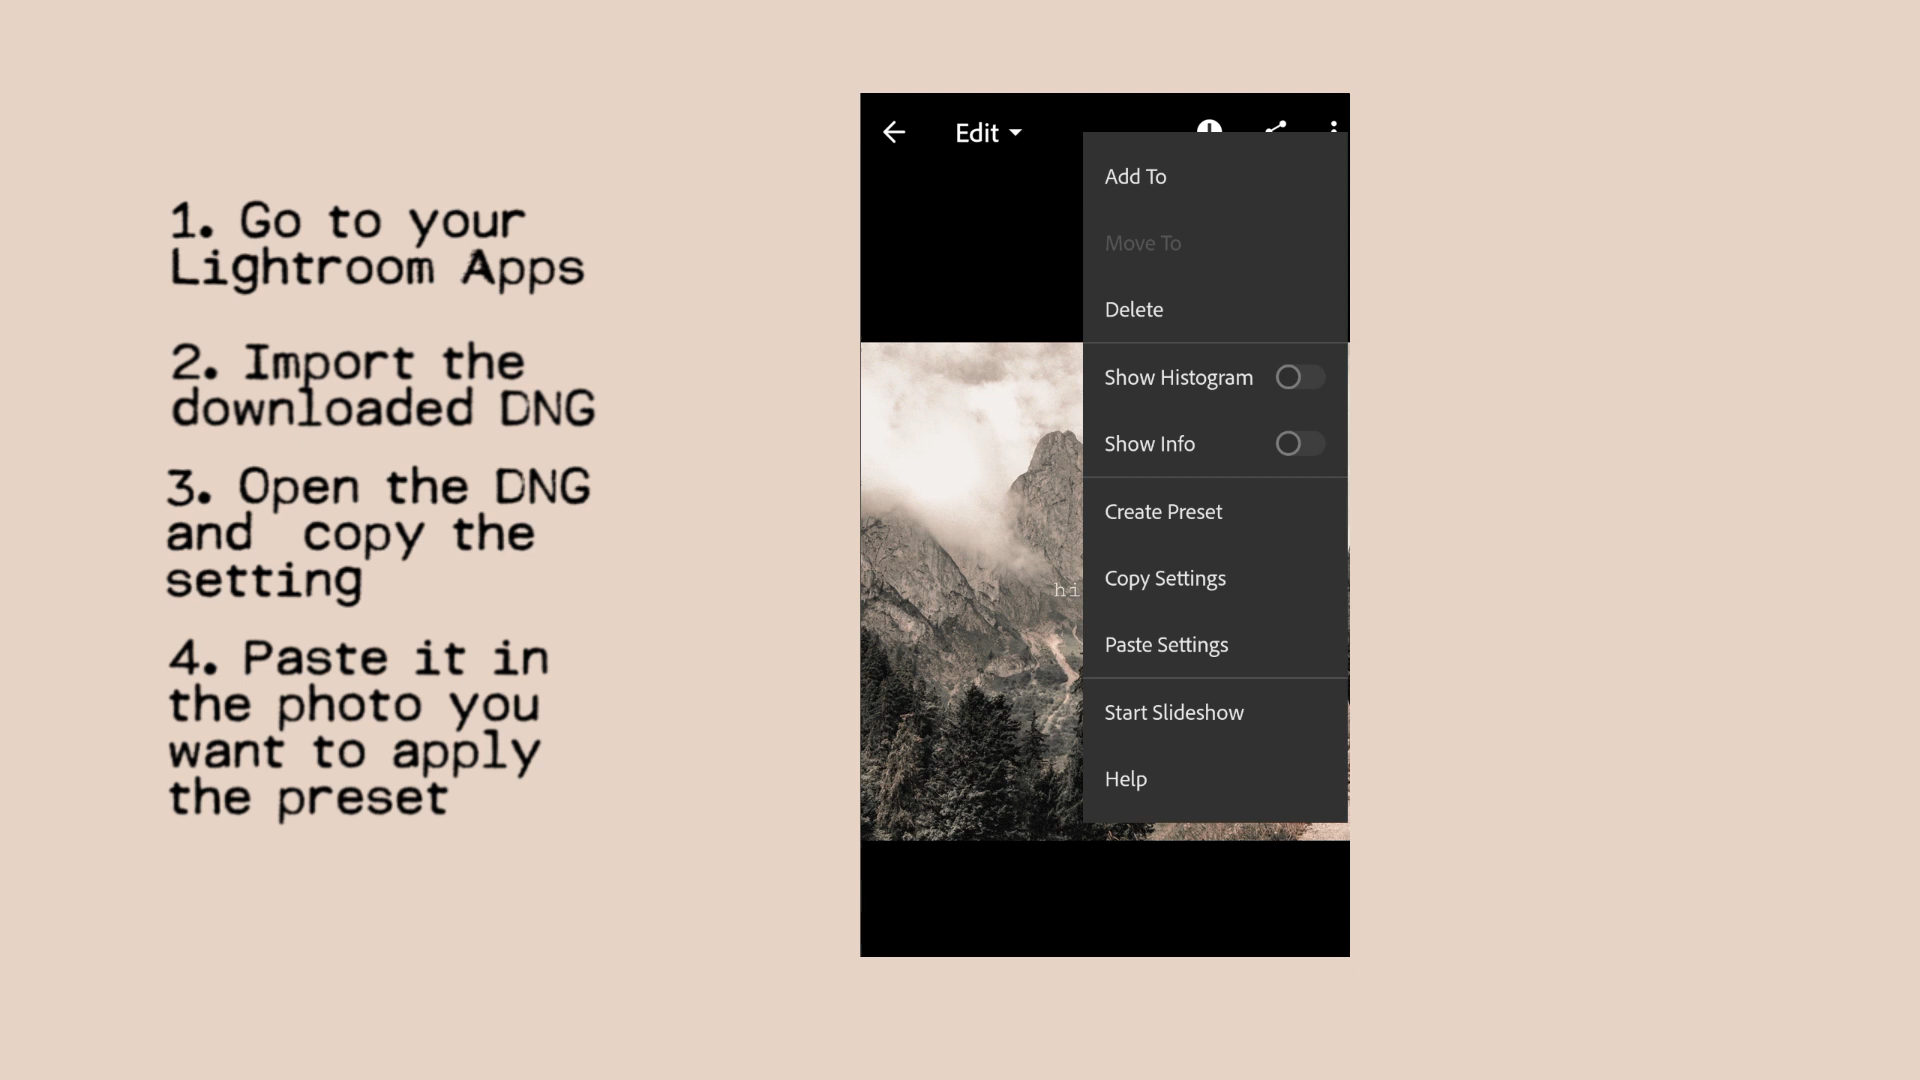 1. Go to your
Lightroom Apps
2. Import the
downloaded DNG
3. Open the DNG
and copy the
setting
4. Paste it in
the photo you
want to apply
the preset
Edit
Add To
Move To
Delete
Show Histogram
Show Info
Create Preset
Copy Settings
Paste Settings
Start Slideshow
Help
hi